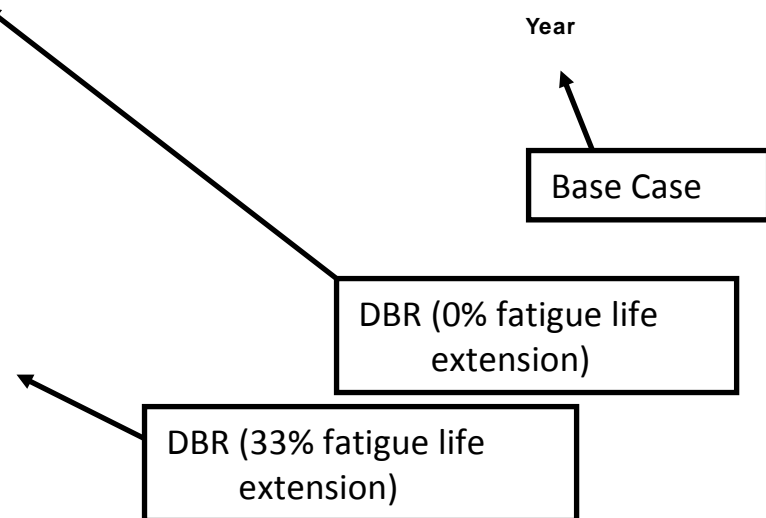 Year
Base Case
DBR (0% fatigue life
extension)
DBR (33% fatigue life
extension)